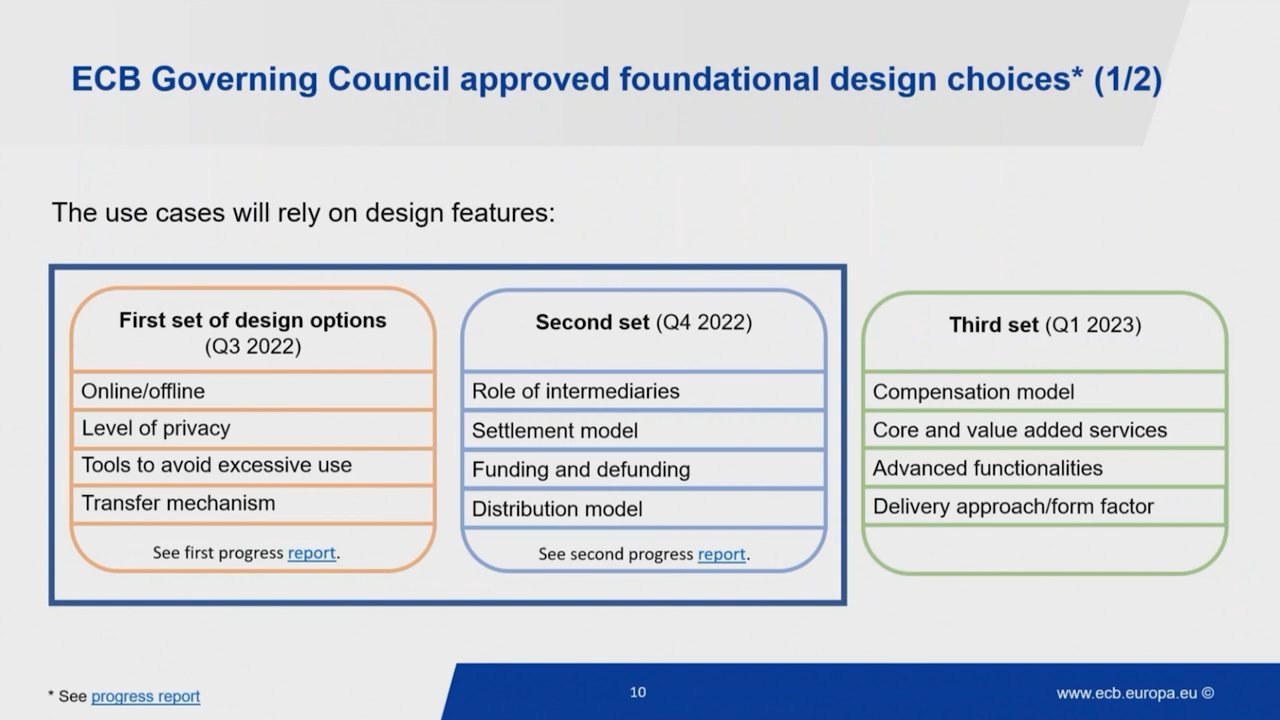 ECB Governing Council approved foundational design choices* (1/2)
The use cases will rely on design features:
First set of design options
(Q3 2022)
Online/offline
Level of privacy
Tools to avoid excessive use
Transfer mechanism
See first progress report.
Second set (Q4 2022)
Role of intermediaries
Settlement model
Funding and defunding
Distribution model
See second progress report.
Third set (Q1 2023)
Compensation model
Core and value added services
Advanced functionalities
Delivery approach/form factor
* See progress report
10
www.ecb.europa.eu ©